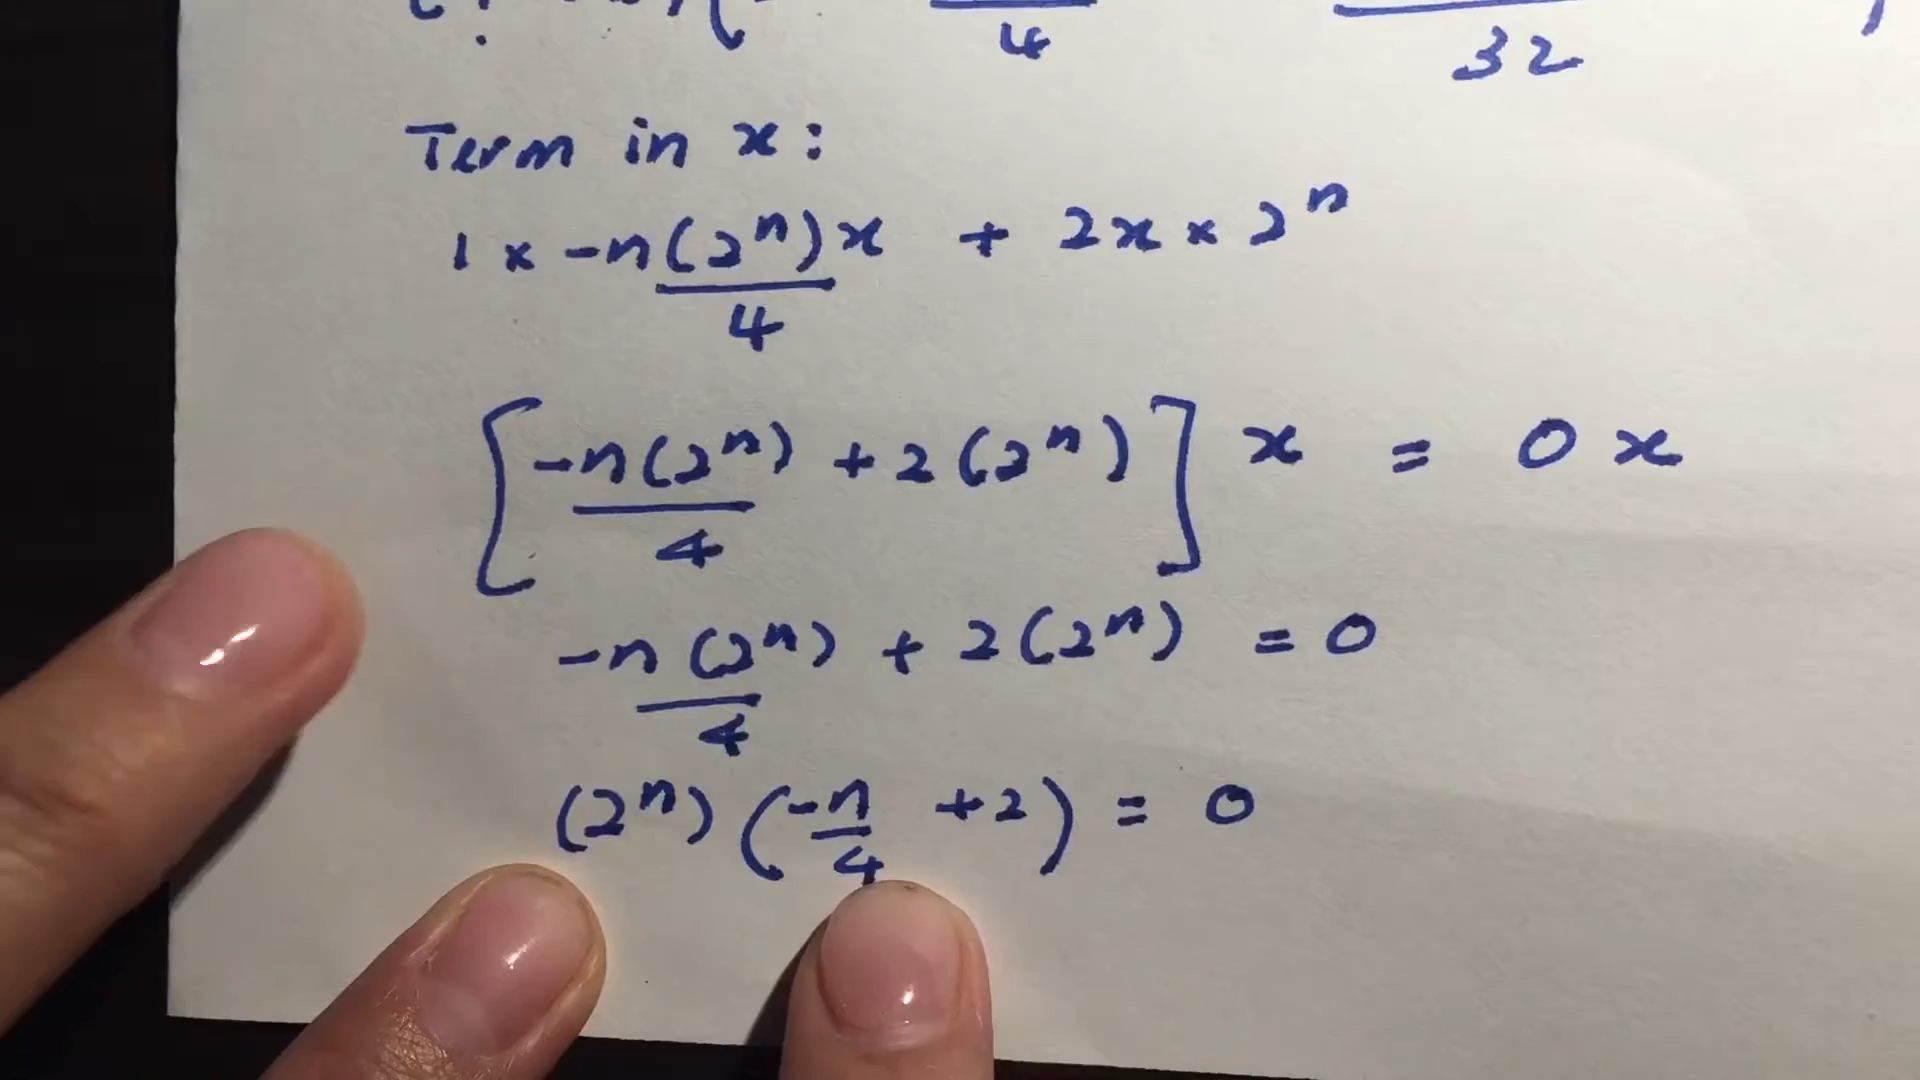 4 32
Term in x:
1 × -n(2ⁿ)x/4 + 2x × 2ⁿ
[-n(2ⁿ)/4 + 2(2ⁿ)] x = 0x
-n(2ⁿ)/4 + 2(2ⁿ) = 0
(2ⁿ)(-n/4 + 2) = 0